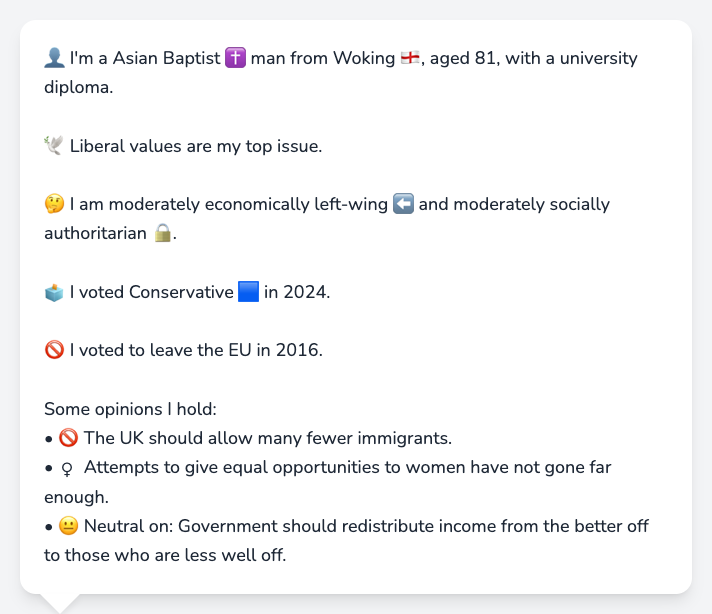 👤 I'm a Asian Baptist ✝️ man from Woking 🏴󠁧󠁢󠁥󠁮󠁧󠁿, aged 81, with a university
diploma.
🕊️ Liberal values are my top issue.
🤔 I am moderately economically left-wing ⬅️ and moderately socially
authoritarian 🔒.
🗳️ I voted Conservative 🟦 in 2024.
🚫 I voted to leave the EU in 2016.
Some opinions I hold:
• 🚫 The UK should allow many fewer immigrants.
• ♀ Attempts to give equal opportunities to women have not gone far
enough.
• 😐 Neutral on: Government should redistribute income from the better off
to those who are less well off.